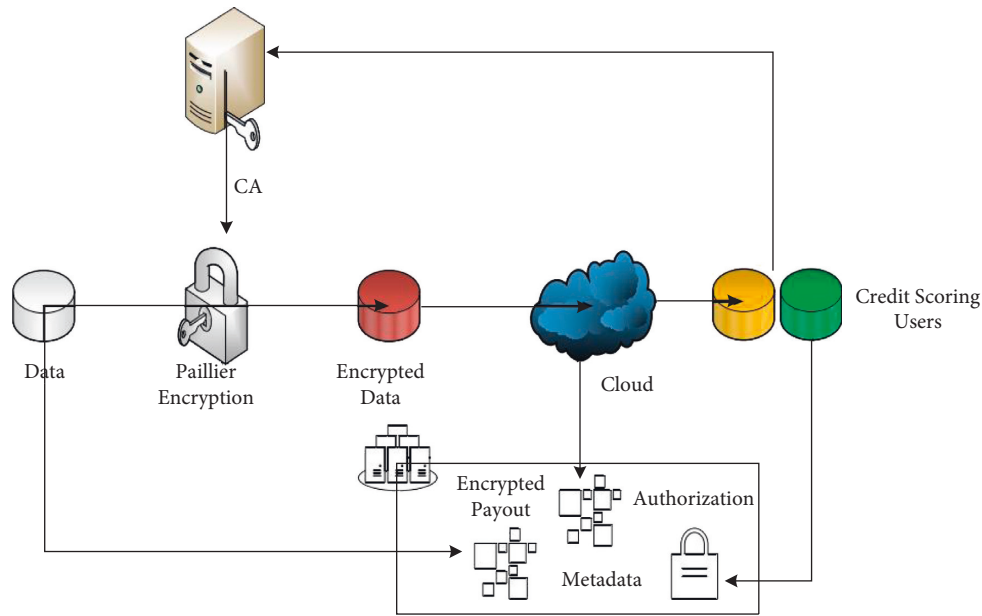 CA
Data
Paillier
Encryption
Encrypted
Data
Cloud
Credit Scoring
Users
Encrypted
Payout
Authorization
Metadata